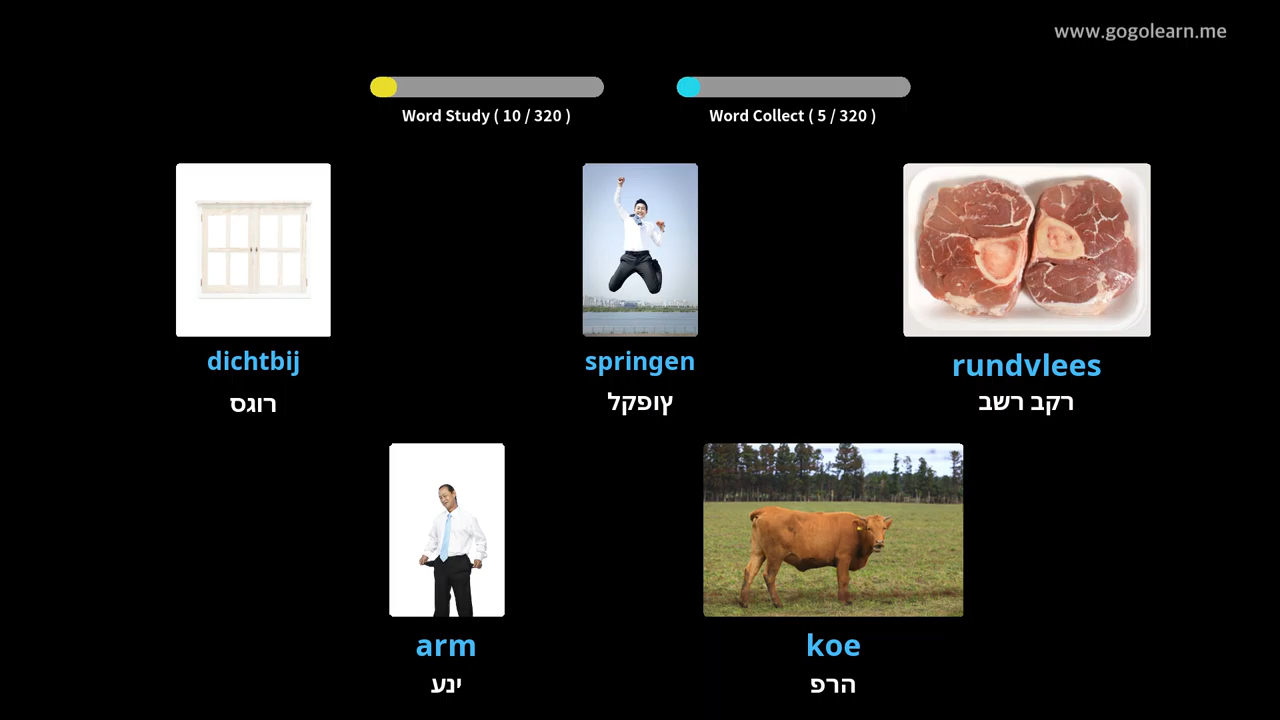 www.gogolearn.me
Word Study ( 10 / 320 )
Word Collect ( 5 / 320 )
dichtbij
רוגס
springen
ץופקל
rundvlees
רקב רשב
arm
ינע
koe
הרפ